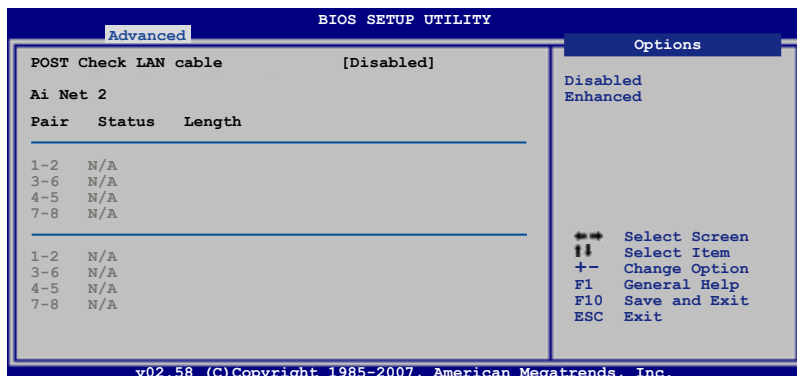 BIOS SETUP UTILITY
Advanced
POST Check LAN cable [Disabled]
Ai Net 2
Pair Status Length
1-2 N/A
3-6 N/A
4-5 N/A
7-8 N/A
1-2 N/A
3-6 N/A
4-5 N/A
7-8 N/A
Options
Disabled
Enhanced
Select Screen
Select Item
+- Change Option
F1 General Help
F10 Save and Exit
ESC Exit
v02.58 (C)Copyright 1985-2007, American Megatrends, Inc.